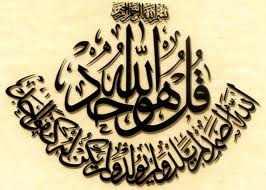 بسم الله الرحمن الرحيم
قل هو الله أحد
الله الصمد لم يلد ولم يولد ولم يكن له كفوا أحد